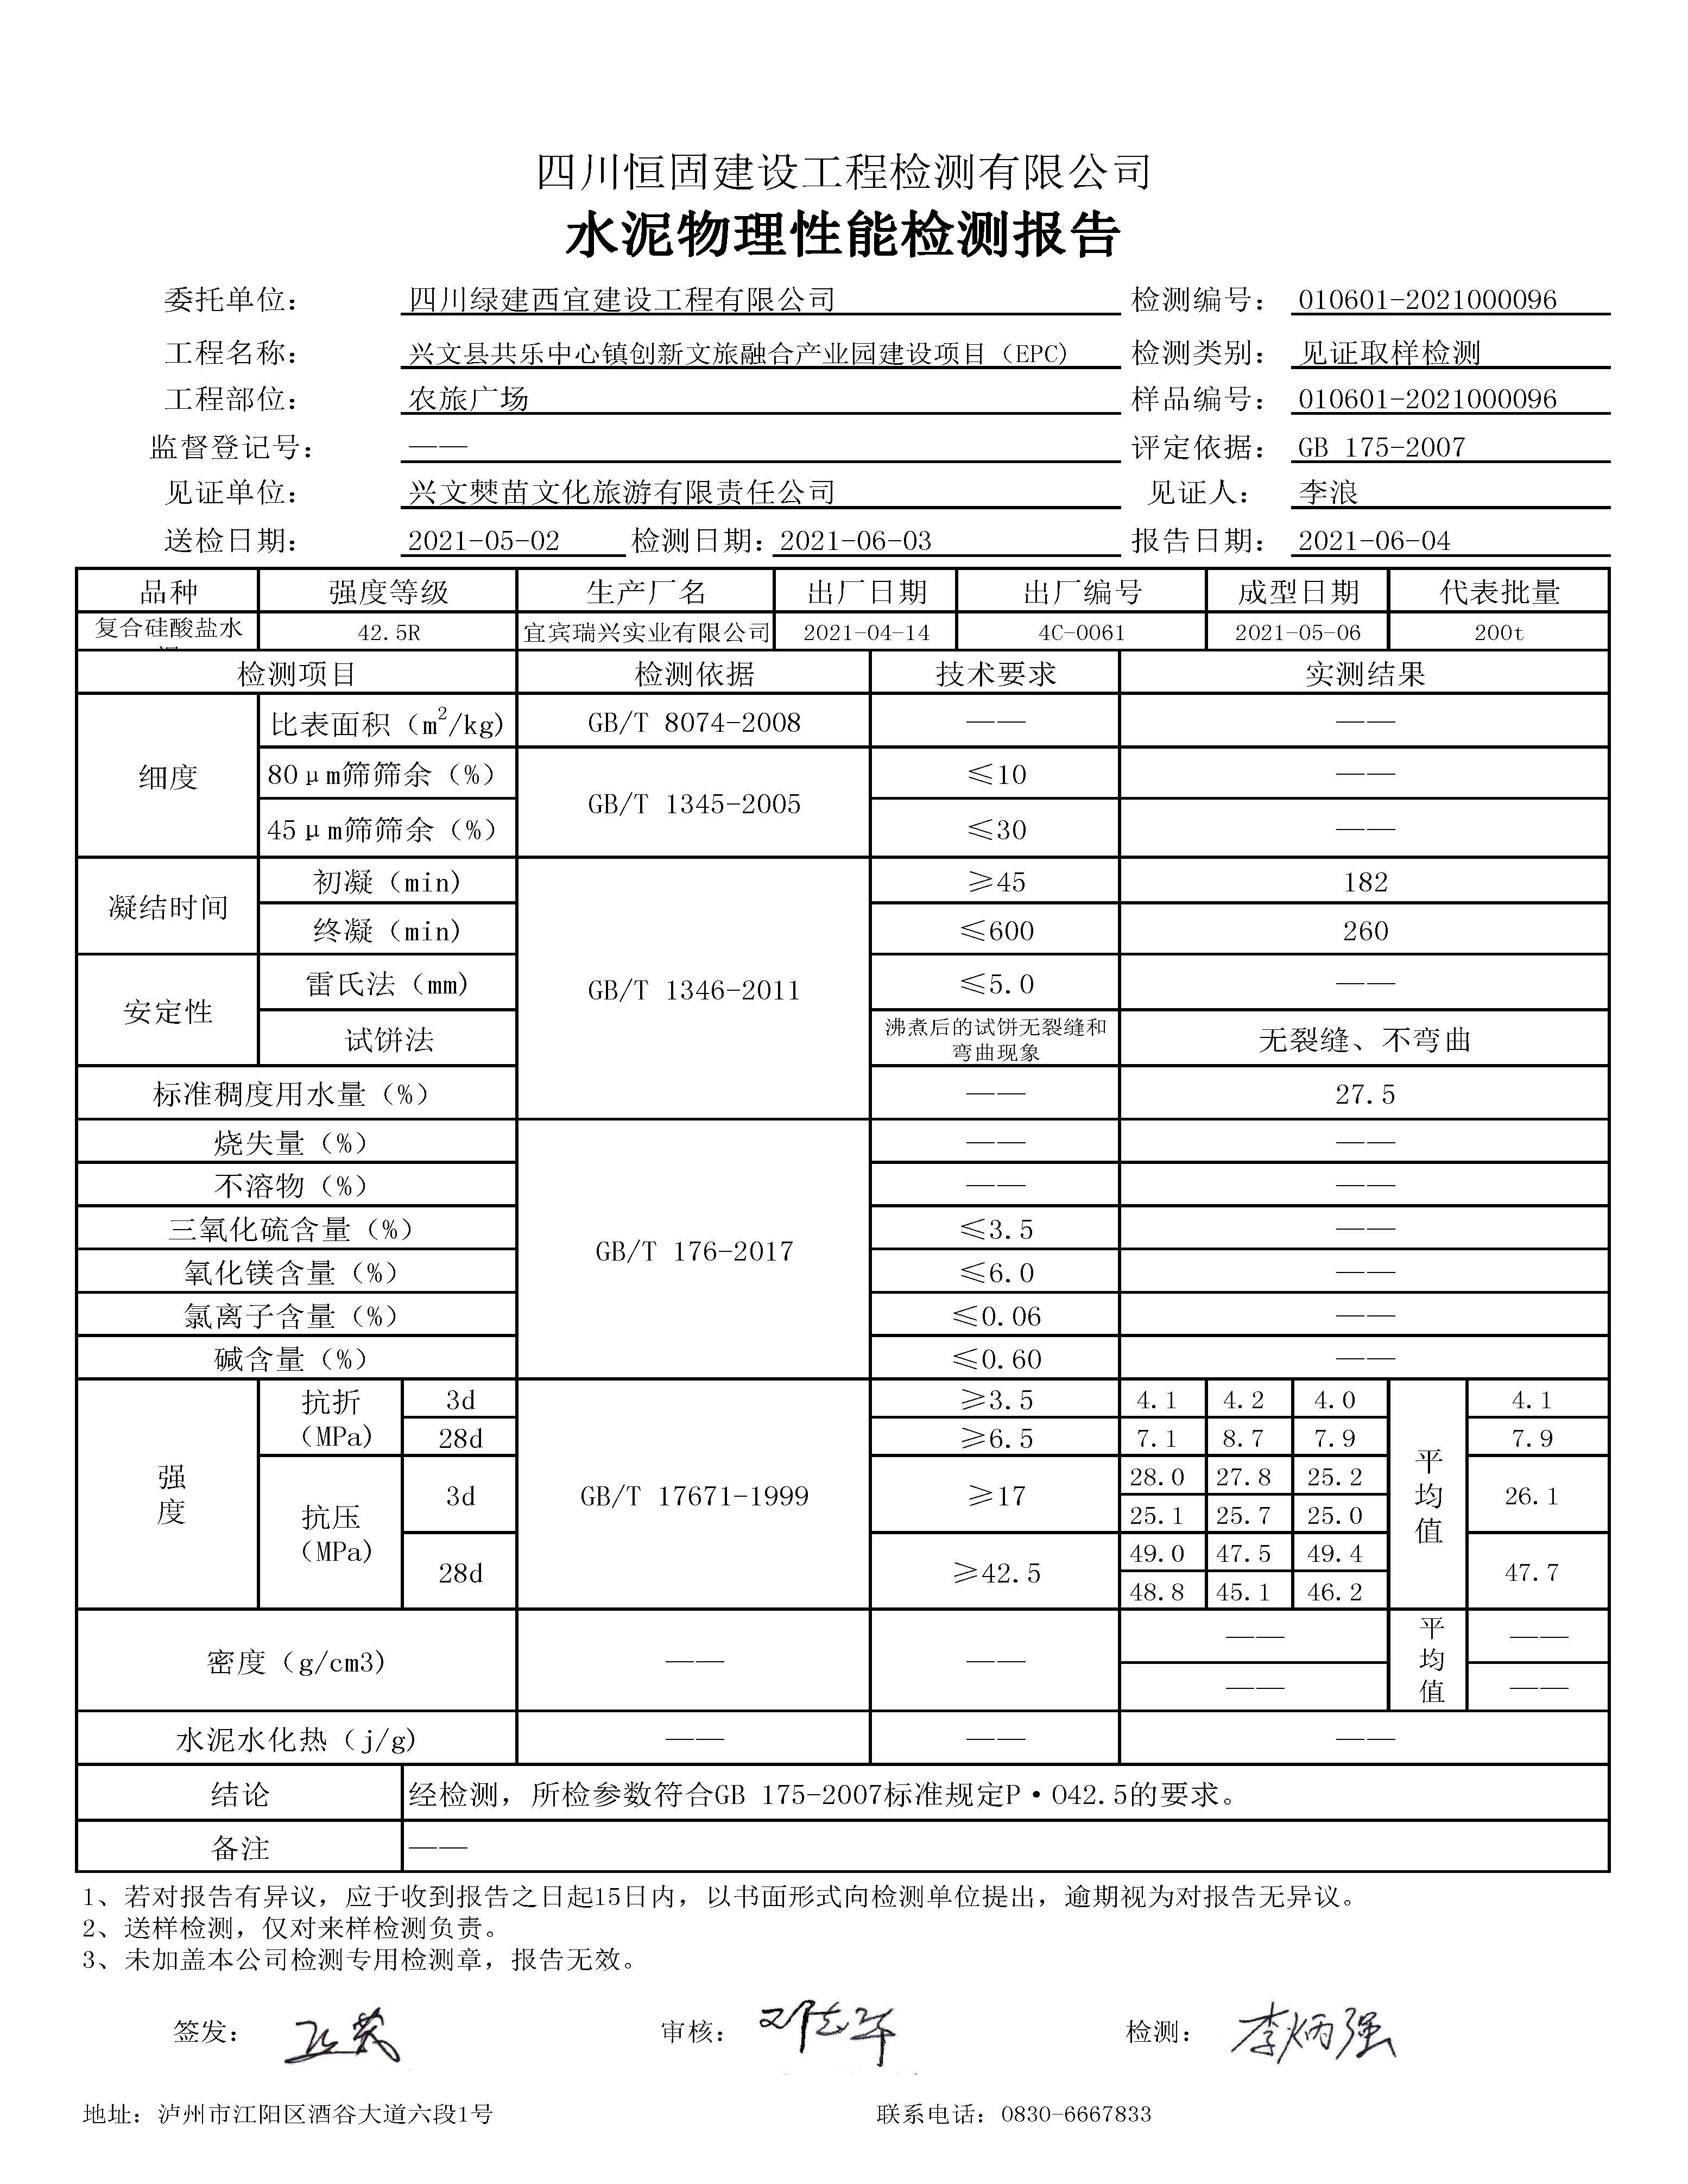 四川恒固建设工程检测有限公司
水泥物理性能检测报告
委托单位： 四川绿建西宜建设工程有限公司 检测编号： 010601-2021000096
工程名称： 兴文县共乐中心镇创新文旅融合产业园建设项目（EPC） 检测类别： 见证取样检测
工程部位： 农旅广场 样品编号： 010601-2021000096
监督登记号： —— 评定依据： GB 175-2007
见证单位： 兴文僰苗文化旅游有限责任公司 见证人： 李浪
送检日期： 2021-05-02 检测日期： 2021-06-03 报告日期： 2021-06-04
品种 强度等级 生产厂名 出厂日期 出厂编号 成型日期 代表批量
复合硅酸盐水 42.5R 宜宾瑞兴实业有限公司 2021-04-14 4C-0061 2021-05-06 200t
检测项目 检测依据 技术要求 实测结果
细度 比表面积（m²/kg） GB/T 8074-2008 —— ——
80μm筛筛余（%） GB/T 1345-2005 ≤10 ——
45μm筛筛余（%） ≤30 ——
凝结时间 初凝（min） GB/T 1346-2011 ≥45 182
终凝（min） ≤600 260
安定性 雷氏法（mm） ≤5.0 ——
试饼法 沸煮后的试饼无裂缝和弯曲现象 无裂缝、不弯曲
标准稠度用水量（%） —— 27.5
烧失量（%） GB/T 176-2017 —— ——
不溶物（%） —— ——
三氧化硫含量（%） ≤3.5 ——
氧化镁含量（%） ≤6.0 ——
氯离子含量（%） ≤0.06 ——
碱含量（%） ≤0.60 ——
强度 抗折（MPa） 3d GB/T 17671-1999 ≥3.5 4.1 4.2 4.0 平均值 4.1
28d ≥6.5 7.1 8.7 7.9 7.9
抗压（MPa） 3d ≥17 28.0 27.8 25.2 26.1
25.1 25.7 25.0
28d ≥42.5 49.0 47.5 49.4 47.7
48.8 45.1 46.2
密度（g/cm3） —— —— —— 平均值 ——
—— ——
水泥水化热（j/g） —— —— ——
结论 经检测，所检参数符合GB 175-2007标准规定P·O42.5的要求。
备注 ——
1、若对报告有异议，应于收到报告之日起15日内，以书面形式向检测单位提出，逾期视为对报告无异议。
2、送样检测，仅对来样检测负责。
3、未加盖本公司检测专用检测章，报告无效。
签发： 审核： 检测： 李炳强
地址：泸州市江阳区酒谷大道六段1号 联系电话：0830-6667833